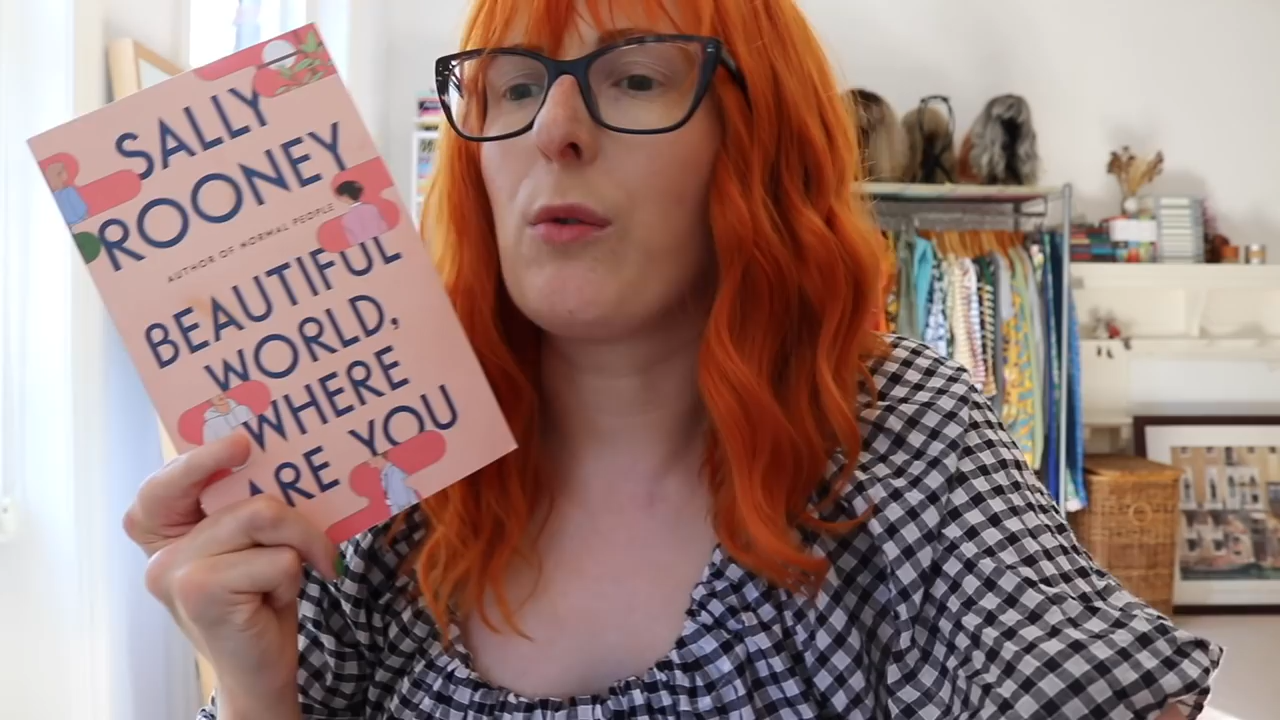 SALLY
ROONEY
AUTHOR OF NORMAL PEOPLE
BEAUTIFUL
WORLD,
WHERE
ARE YOU